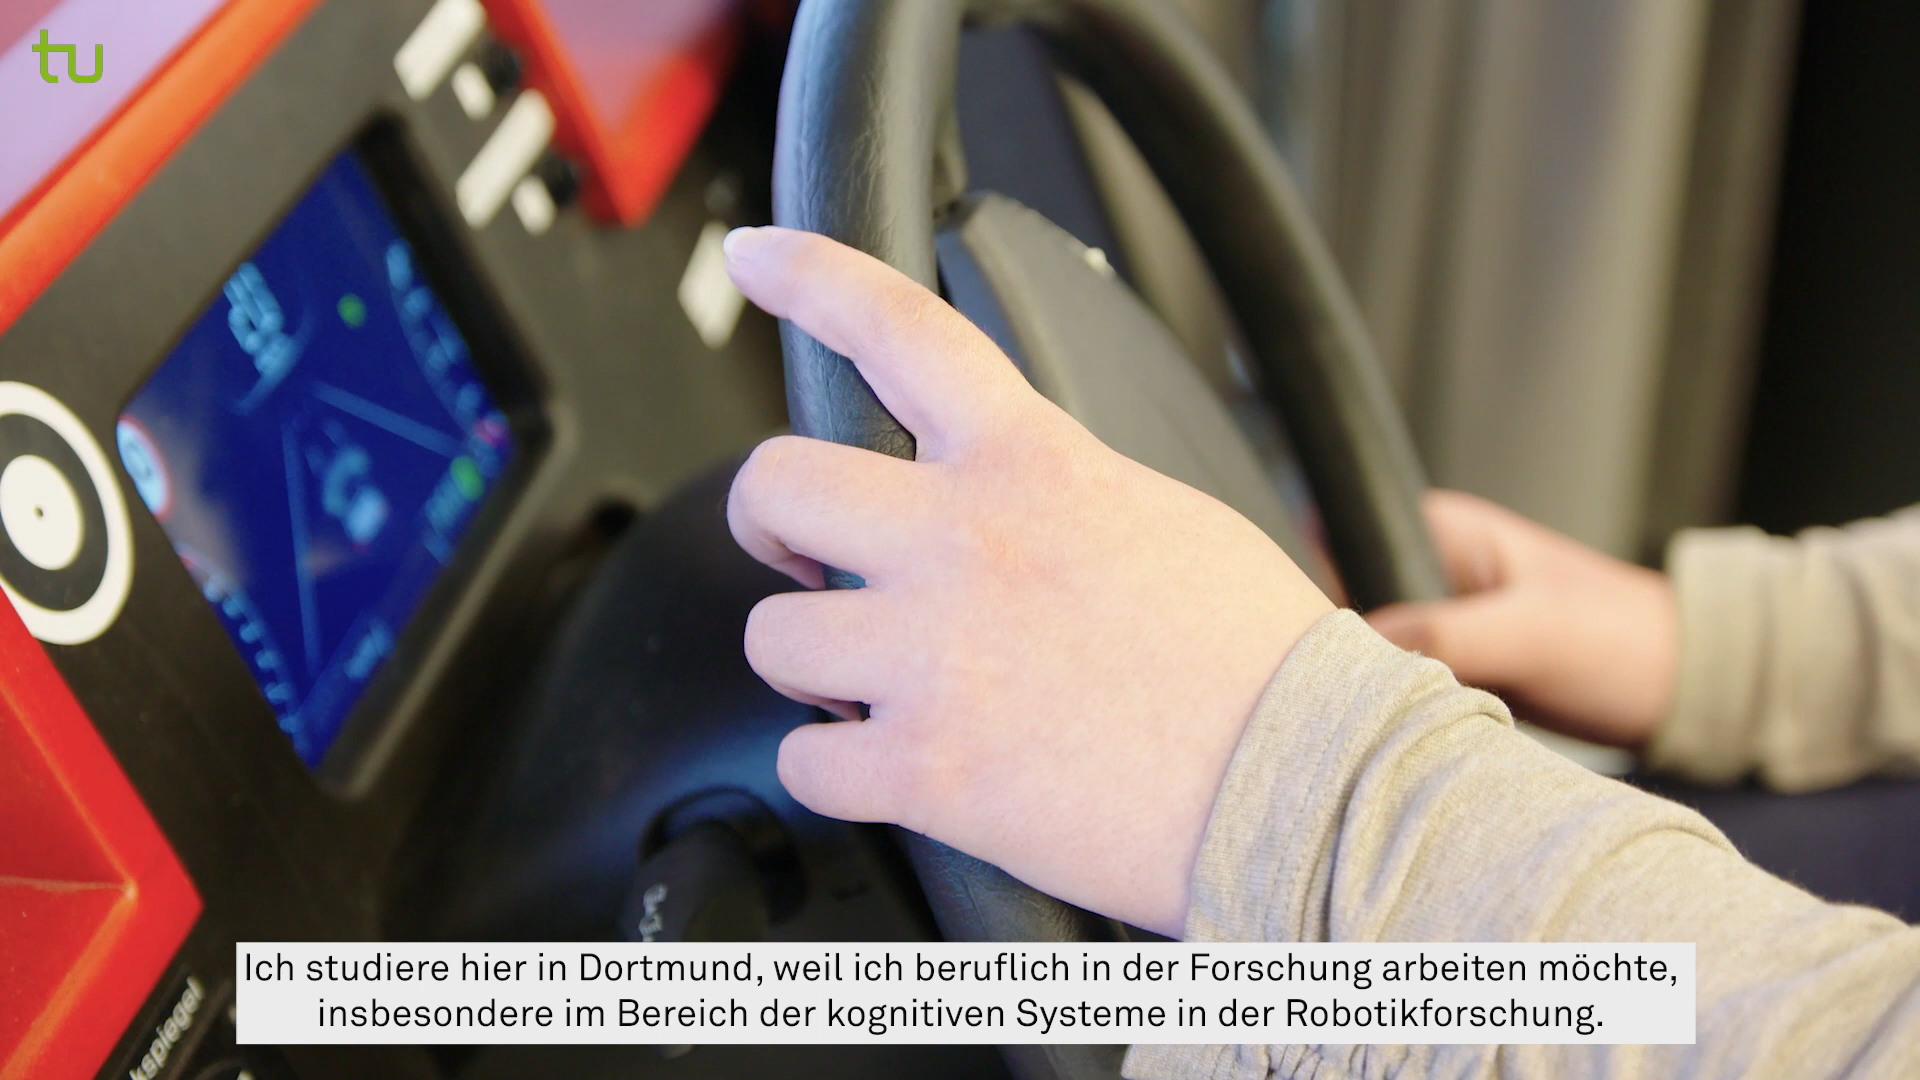 tu
Ich studiere hier in Dortmund, weil ich beruflich in der Forschung arbeiten möchte,
insbesondere im Bereich der kognitiven Systeme in der Robotikforschung.
kspiegel